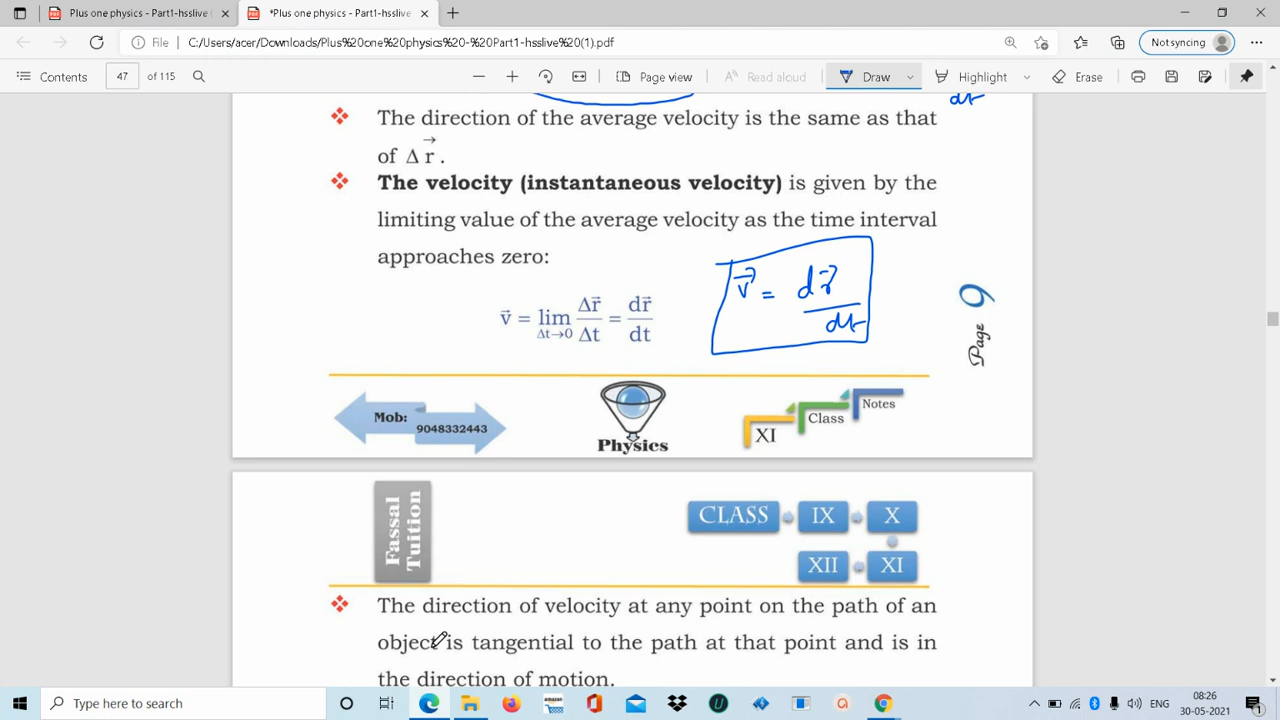 Plus one physics - Part1-hsslive (
*Plus one physics - Part1-hsslive
File
C:/Users/acer/Downloads/Plus%20one%20physics%20-%20Part1-hsslive%20(1).pdf
Not syncing
Contents
47
of 115
Page view
Read aloud
Draw
Highlight
Erase
dt
The direction of the average velocity is the same as that
of Δ r⃗ .
The velocity (instantaneous velocity) is given by the
limiting value of the average velocity as the time interval
approaches zero:
v⃗ = lim Δt→0 Δr⃗/Δt = dr⃗/dt
v⃗ = dr⃗/dt
Page 9
Mob:
9048332443
Physics
XI
Class
Notes
Fassal
Tuition
CLASS IX X
XII XI
The direction of velocity at any point on the path of an
object is tangential to the path at that point and is in
the direction of motion.
Type here to search
ENG
08:26
30-05-2021
1